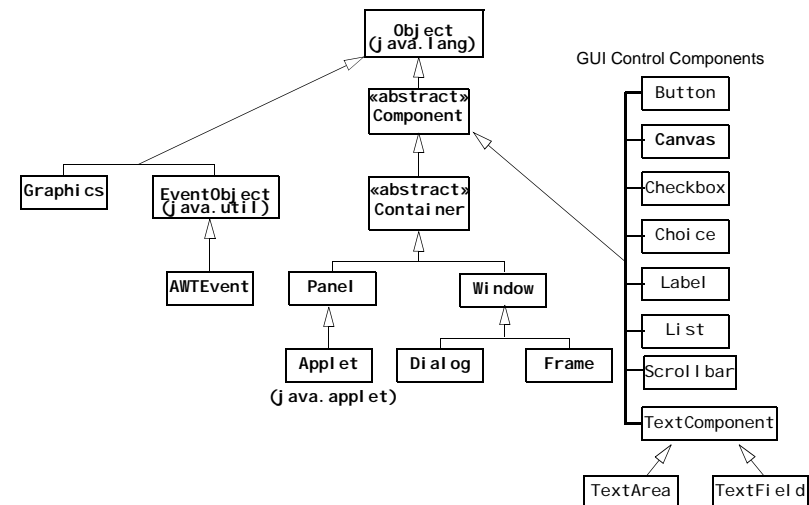 Object
(java.lang)
GUI Control Components
«abstract»
Component
Button
Canvas
Graphics
EventObject
(java.util)
«abstract»
Container
Checkbox
Choice
AWTEvent
Panel
Window
Label
List
Applet
(java.applet)
Dialog
Frame
Scrollbar
TextComponent
TextArea
TextField